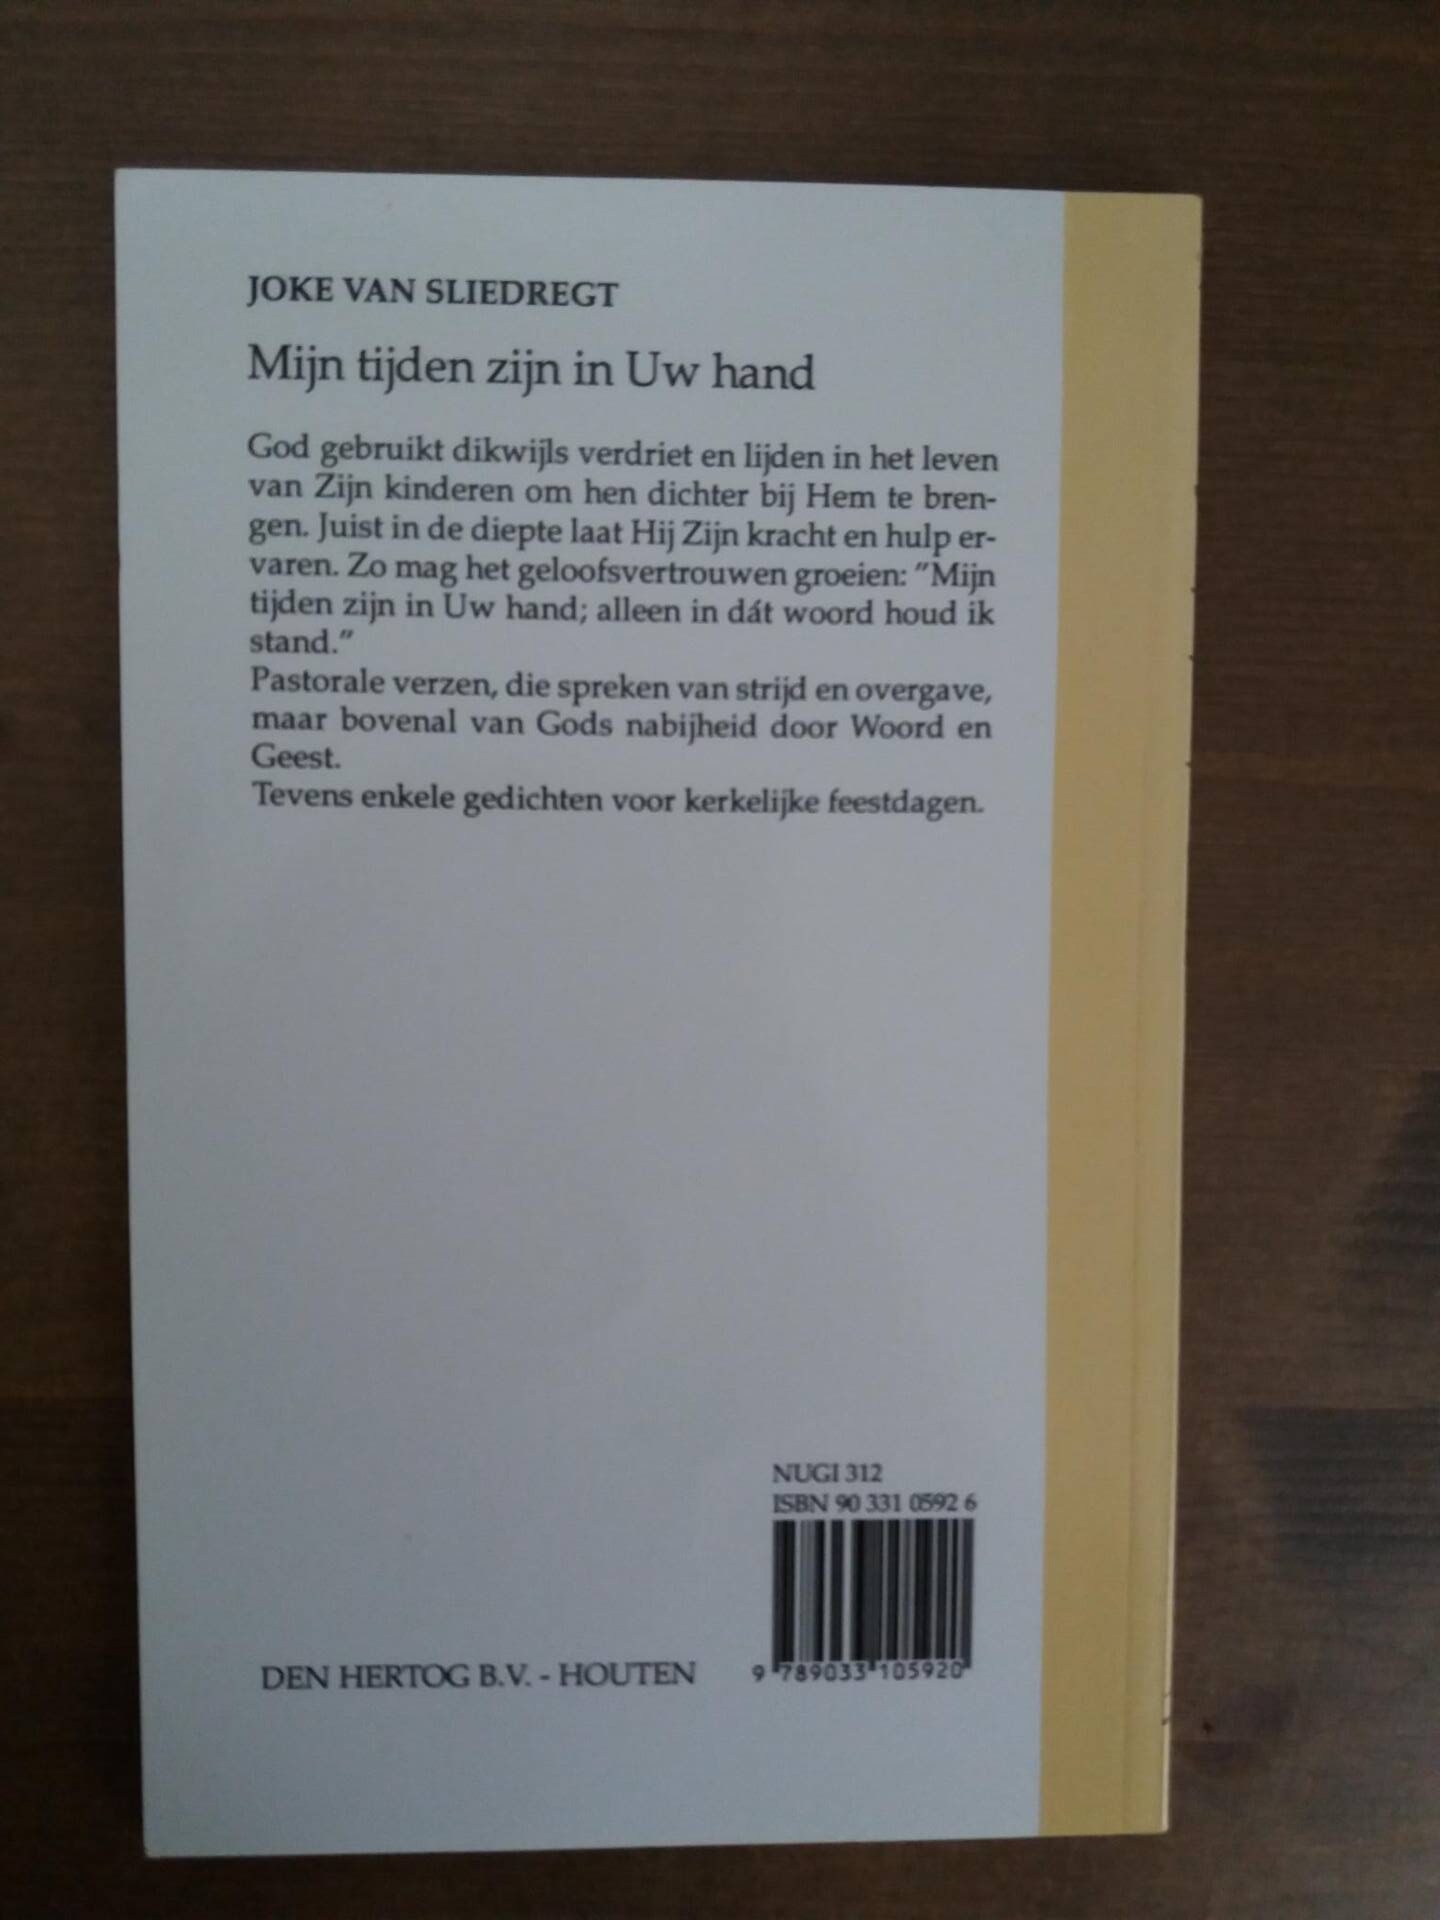 JOKE VAN SLIEDREGT
Mijn tijden zijn in Uw hand
God gebruikt dikwijls verdriet en lijden in het leven
van Zijn kinderen om hen dichter bij Hem te bren-
gen. Juist in de diepte laat Hij Zijn kracht en hulp er-
varen. Zo mag het geloofsvertrouwen groeien: "Mijn
tijden zijn in Uw hand; alleen in dát woord houd ik
stand."
Pastorale verzen, die spreken van strijd en overgave,
maar bovenal van Gods nabijheid door Woord en
Geest.
Tevens enkele gedichten voor kerkelijke feestdagen.
NUGI 312
ISBN 90 331 0592 6
9 789033 105920
DEN HERTOG B.V. - HOUTEN